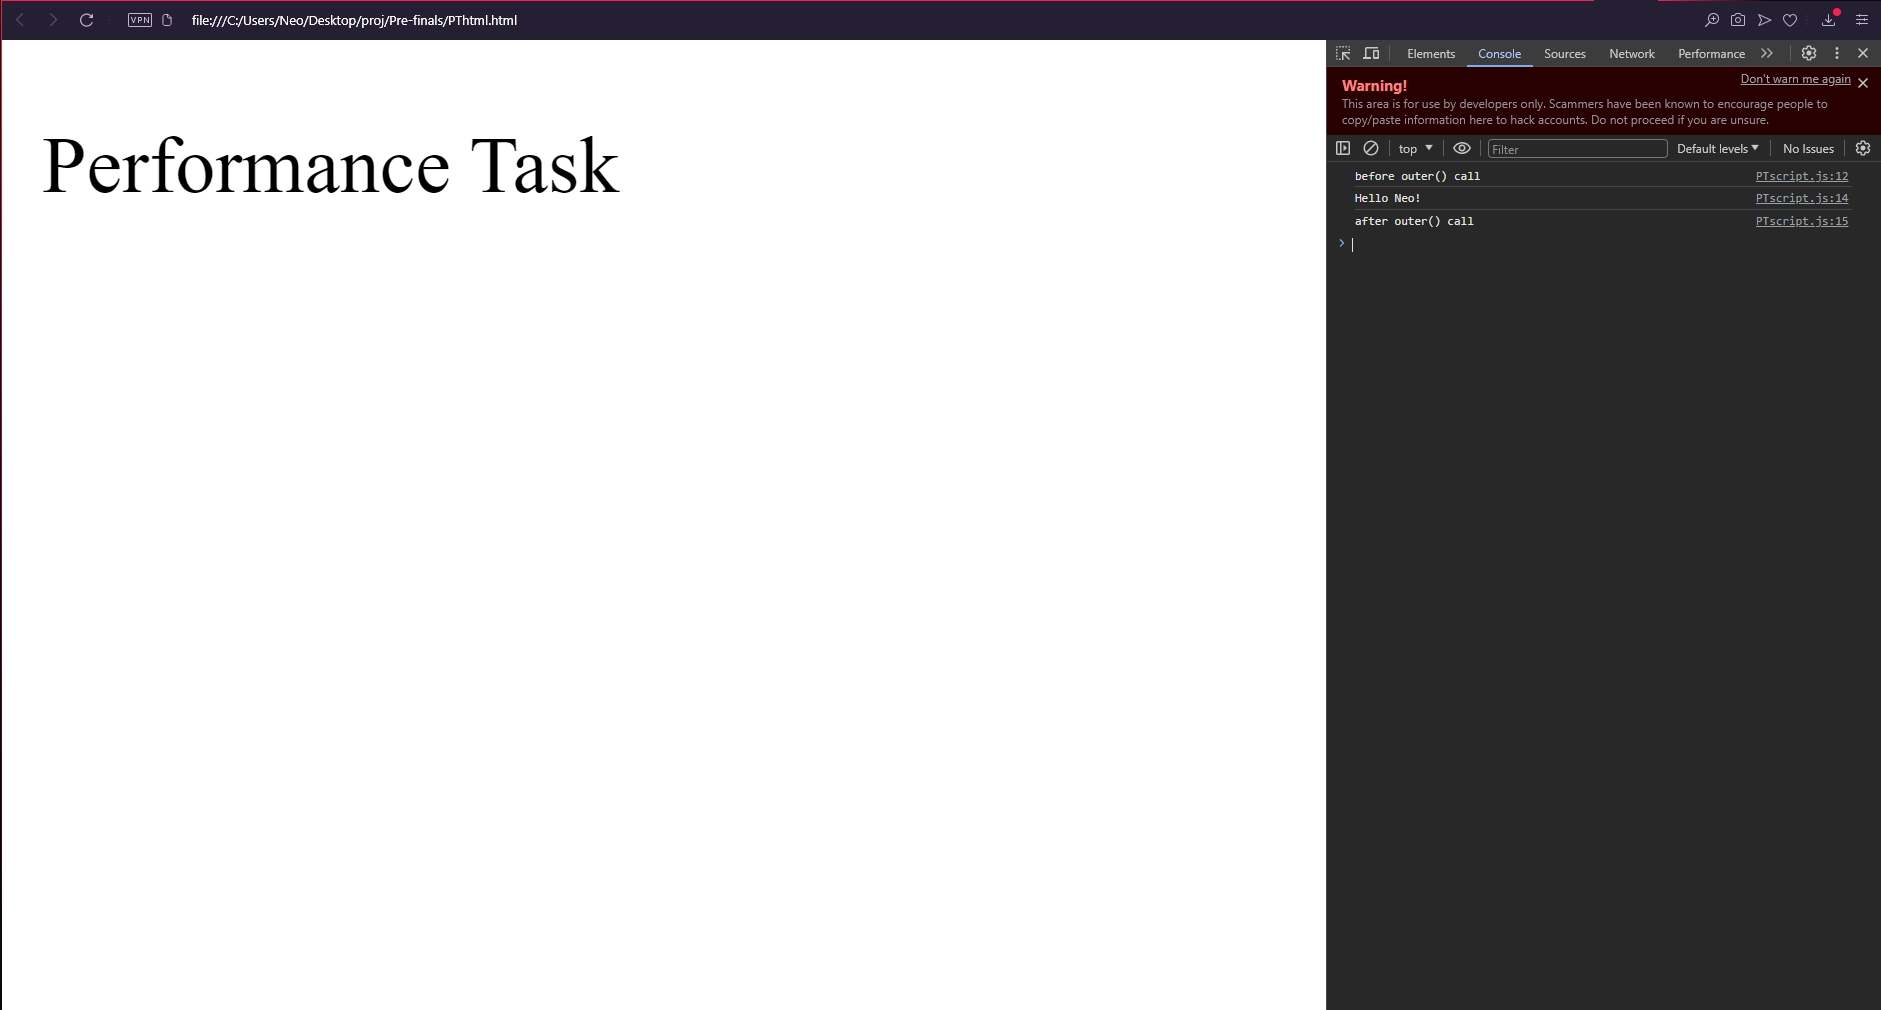 VPN file:///C:/Users/Neo/Desktop/proj/Pre-finals/PThtml.html
Performance Task
Elements Console Sources Network Performance
Warning!
Don't warn me again
This area is for use by developers only. Scammers have been known to encourage people to
copy/paste information here to hack accounts. Do not proceed if you are unsure.
top Filter Default levels No Issues
before outer() call PTscript.js:12
Hello Neo! PTscript.js:14
after outer() call PTscript.js:15